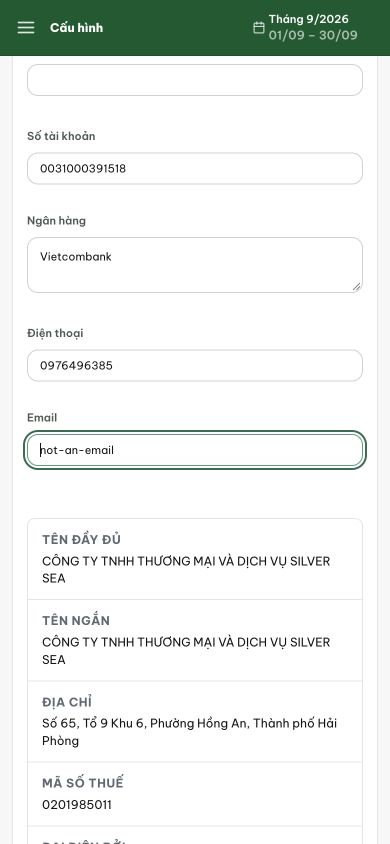 Cấu hình
Tháng 9/2026
01/09 – 30/09
Số tài khoản
0031000391518
Ngân hàng
Vietcombank
Điện thoại
0976496385
Email
not-an-email
TÊN ĐẦY ĐỦ
CÔNG TY TNHH THƯƠNG MẠI VÀ DỊCH VỤ SILVER
SEA
TÊN NGẮN
CÔNG TY TNHH THƯƠNG MẠI VÀ DỊCH VỤ SILVER
SEA
ĐỊA CHỈ
Số 65, Tổ 9 Khu 6, Phường Hồng An, Thành phố Hải
Phòng
MÃ SỐ THUẾ
0201985011